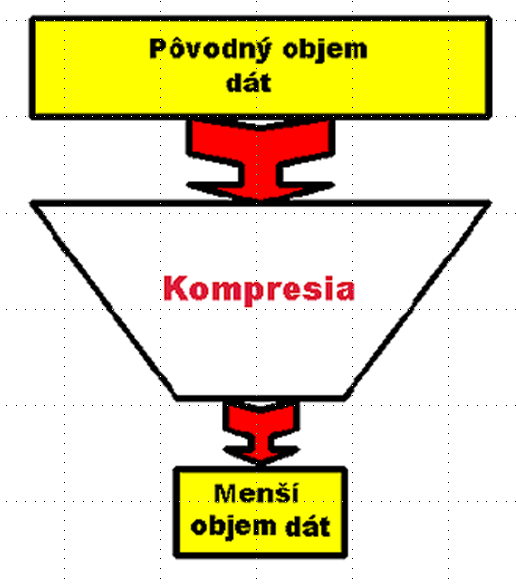 Pôvodný objem
dát
Kompresia
Menší
objem dát